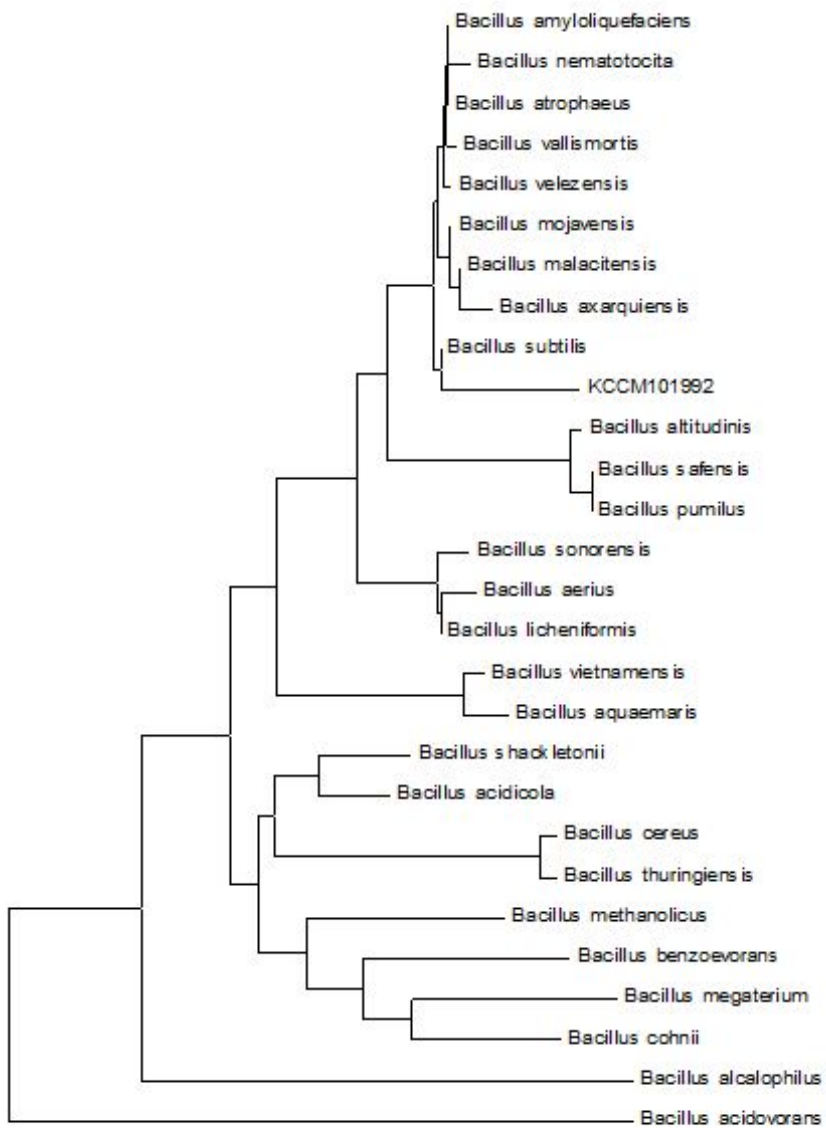 Bacillus amyloliquefaciens
Bacillus nematotocita
Bacillus atrophaeus
Bacillus vallismortis
Bacillus velezensis
Bacillus mojavensis
Bacillus malacitensis
Bacillus axarquiensis
Bacillus subtilis
KCCM101992
Bacillus altitudinis
Bacillus safensis
Bacillus pumilus
Bacillus sonorensis
Bacillus aerius
Bacillus licheniformis
Bacillus vietnamensis
Bacillus aquaemaris
Bacillus shackletonii
Bacillus acidicola
Bacillus cereus
Bacillus thuringiensis
Bacillus methanolicus
Bacillus benzoevorans
Bacillus megaterium
Bacillus cohnii
Bacillus alcalophilus
Bacillus acidovorans